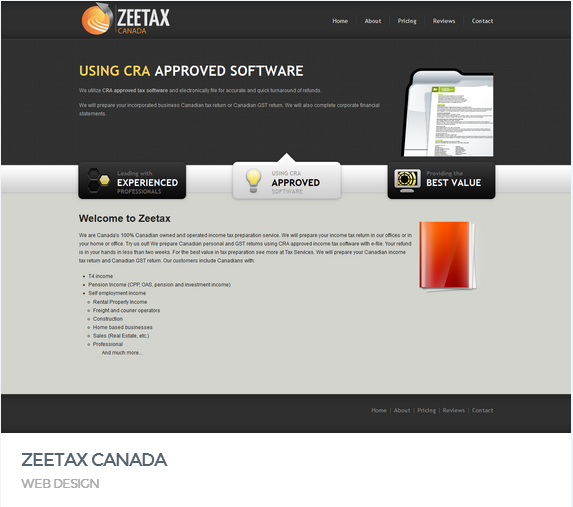 ZEETAX
CANADA
Home | About | Pricing | Reviews | Contact
USING CRA APPROVED SOFTWARE
We utilize CRA approved tax software and electronically file for accurate and quick turnaround of refunds.
We will prepare your incorporated business Canadian tax return or Canadian GST return. We will also complete corporate financial
statements.
Leading with
EXPERIENCED
PROFESSIONALS
USING CRA
APPROVED
SOFTWARE
Providing the
BEST VALUE
Welcome to Zeetax
We are Canada's 100% Canadian owned and operated income tax preparation service. We will prepare your income tax return in our offices or in
your home or office. Try us out! We prepare Canadian personal and GST returns using CRA approved income tax software with e-file. Your refund
is in your hands in less than two weeks. For the best value in tax preparation see more at Tax Services. We will prepare your Canadian income
tax return and Canadian GST return. Our customers include Canadians with:
T4 income
Pension income (CPP, OAS, pension and investment income)
Self employment income
Rental Property Income
Freight and courier operators
Construction
Home based businesses
Sales (Real Estate, etc.)
Professional
And much more...
Home | About | Pricing | Reviews | Contact
ZEETAX CANADA
WEB DESIGN